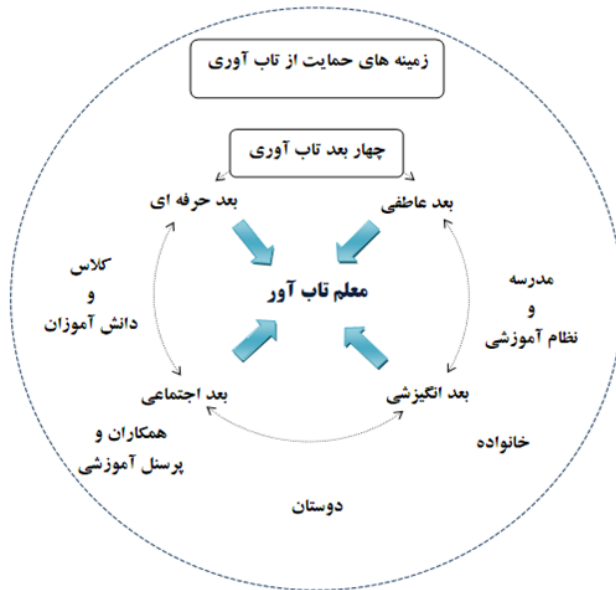 زمینه های حمایت از تاب آوری
چهار بعد تاب آوری
بعد عاطفی
بعد حرفه ای
مدرسه
و
نظام آموزشی
کلاس
و
دانش آموزان
معلم تاب آور
بعد انگیزشی
بعد اجتماعی
خانواده
همکاران و
پرسنل آموزشی
دوستان